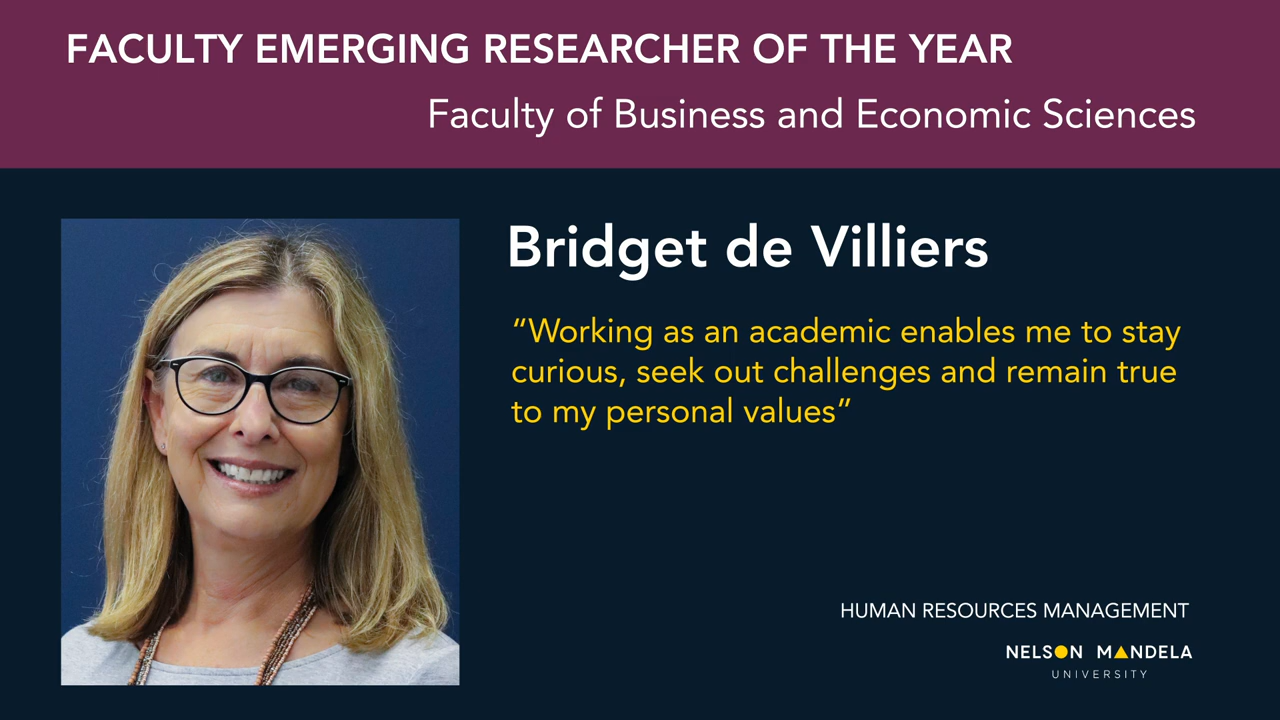 FACULTY EMERGING RESEARCHER OF THE YEAR
Faculty of Business and Economic Sciences
Bridget de Villiers
“Working as an academic enables me to stay
curious, seek out challenges and remain true
to my personal values”
HUMAN RESOURCES MANAGEMENT
NELSON MANDELA
UNIVERSITY